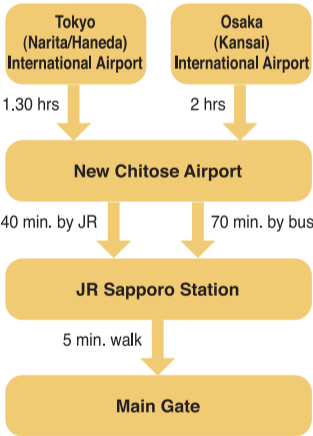 Tokyo
(Narita/Haneda)
International Airport
Osaka
(Kansai)
International Airport
1.30 hrs
2 hrs
New Chitose Airport
40 min. by JR
70 min. by bus
JR Sapporo Station
5 min. walk
Main Gate